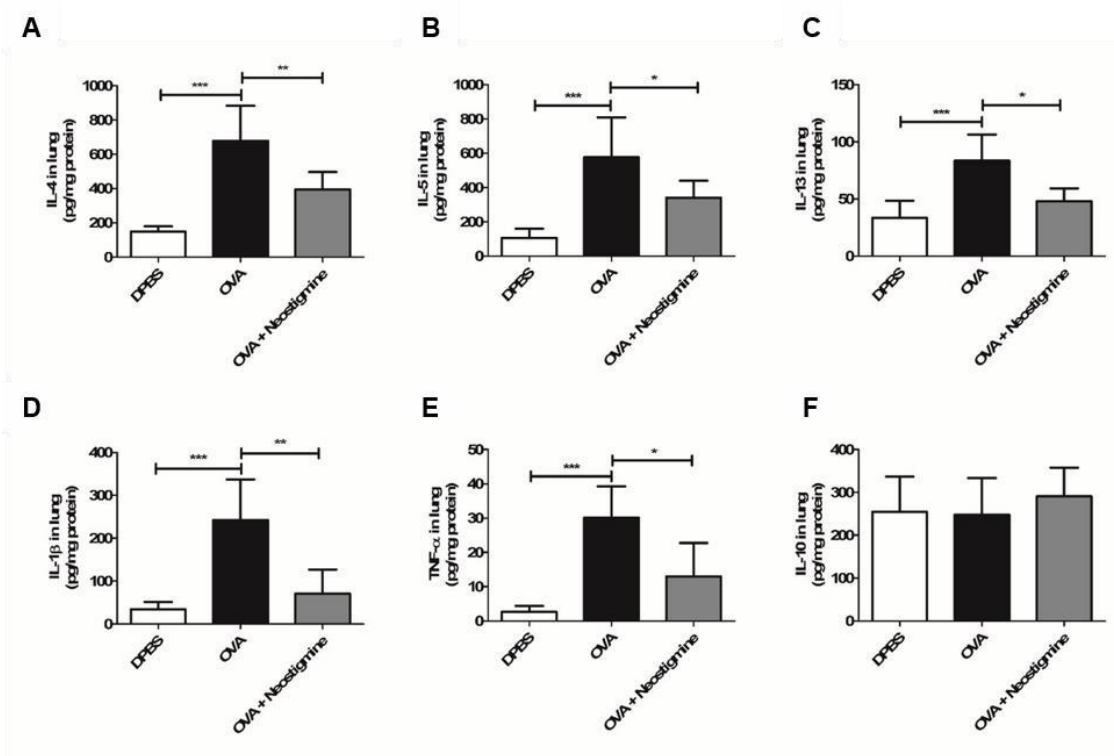 A
IL-4 in lung
(pg/mg protein)
1000
800
600
400
200
0
***
**
DPBS
OVA
OVA + Neostigmine
B
IL-5 in lung
(pg/mg protein)
1000
800
600
400
200
0
***
*
DPBS
OVA
OVA + Neostigmine
C
IL-13 in lung
(pg/mg protein)
150
100
50
0
***
*
DPBS
OVA
OVA + Neostigmine
D
IL-1β in lung
(pg/mg protein)
400
300
200
100
0
***
**
DPBS
OVA
OVA + Neostigmine
E
TNF-α in lung
(pg/mg protein)
50
40
30
20
10
0
***
*
DPBS
OVA
OVA + Neostigmine
F
IL-10 in lung
(pg/mg protein)
400
300
200
100
0
DPBS
OVA
OVA + Neostigmine